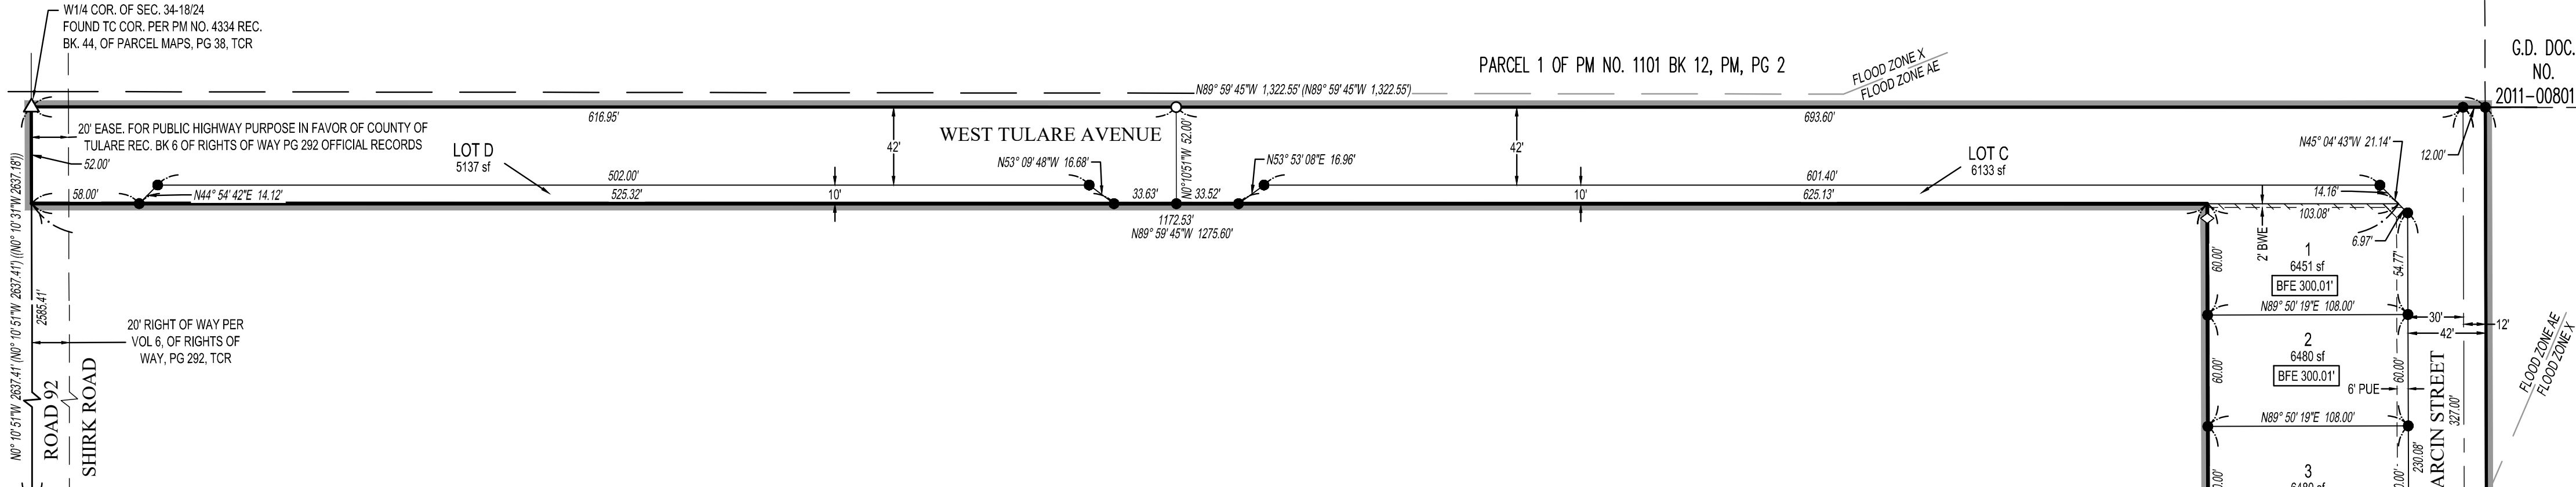 W1/4 COR. OF SEC. 34-18/24
FOUND TC COR. PER PM NO. 4334 REC.
BK. 44, OF PARCEL MAPS, PG 38, TCR
PARCEL 1 OF PM NO. 1101 BK 12, PM, PG 2
FLOOD ZONE X
FLOOD ZONE AE
G.D. DOC.
NO.
2011-00801
N89° 59' 45"W 1,322.55' (N89° 59' 45"W 1,322.55')
616.95'
693.60'
20' EASE. FOR PUBLIC HIGHWAY PURPOSE IN FAVOR OF COUNTY OF
TULARE REC. BK 6 OF RIGHTS OF WAY PG 292 OFFICIAL RECORDS
52.00'
LOT D
5137 sf
42'
WEST TULARE AVENUE
N0°10'51"W 52.00'
42'
N53° 09' 48"W 16.68'
N53° 53' 08"E 16.96'
LOT C
6133 sf
N45° 04' 43"W 21.14'
12.00'
58.00'
N44° 54' 42"E 14.12'
502.00'
525.32'
10'
33.63'
33.52'
10'
601.40'
625.13'
14.16'
103.08'
1172.53'
N89° 59' 45"W 1275.60'
6.97'
2' BWE
N0° 10' 51"W 2637.41' (N0° 10' 51"W 2637.41') ((N0° 10' 31"W 2637.18'))
2585.41'
20' RIGHT OF WAY PER
VOL 6, OF RIGHTS OF
WAY, PG 292, TCR
ROAD 92
SHIRK ROAD
60.00'
1
6451 sf
BFE 300.01'
54.77'
N89° 50' 19"E 108.00'
30'
12'
42'
60.00'
2
6480 sf
BFE 300.01'
60.00'
6' PUE
N89° 50' 19"E 108.00'
327.00'
230.08'
ARCIN STREET
FLOOD ZONE AE
FLOOD ZONE X
3